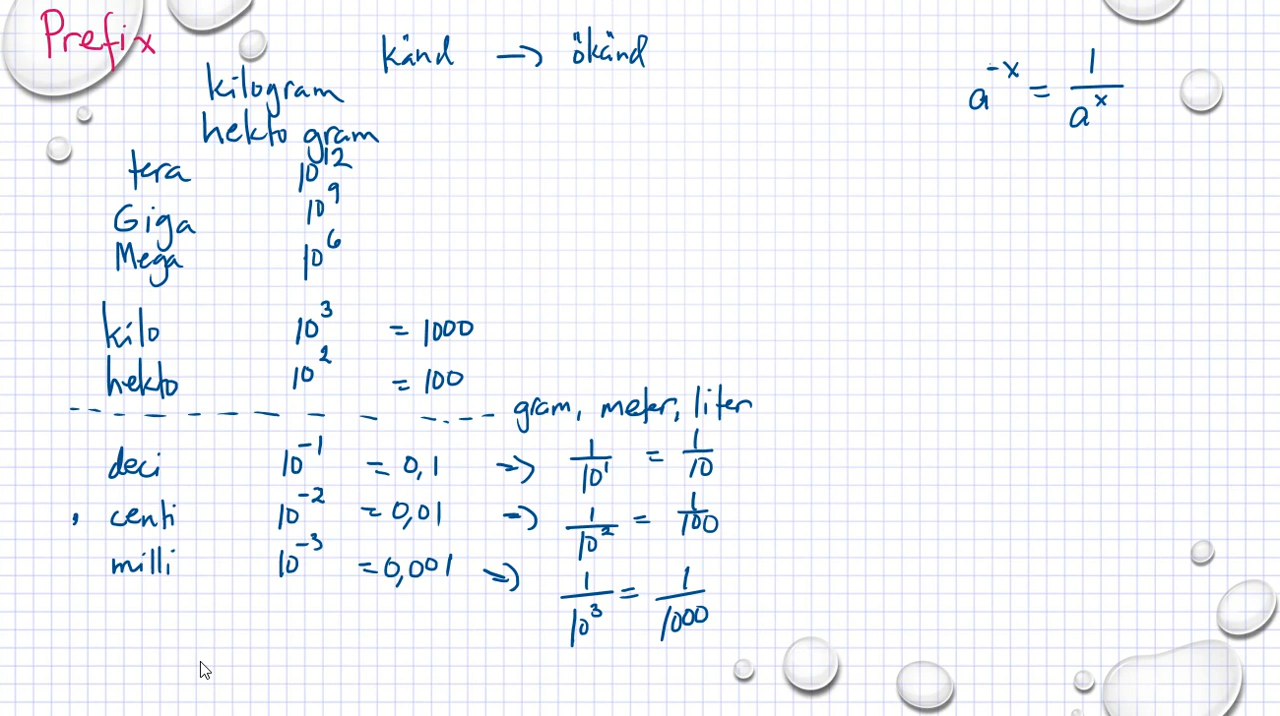 Prefix
känd → ökänd
a^-x = 1/a^x
kilogram
hekto gram
tera 10^12
Giga 10^9
Mega 10^6
kilo 10^3 = 1000
hekto 10^2 = 100
gram, meter, liter
deci 10^-1 = 0,1 → 1/10^1 = 1/10
centi 10^-2 = 0,01 → 1/10^2 = 1/100
milli 10^-3 = 0,001 → 1/10^3 = 1/1000